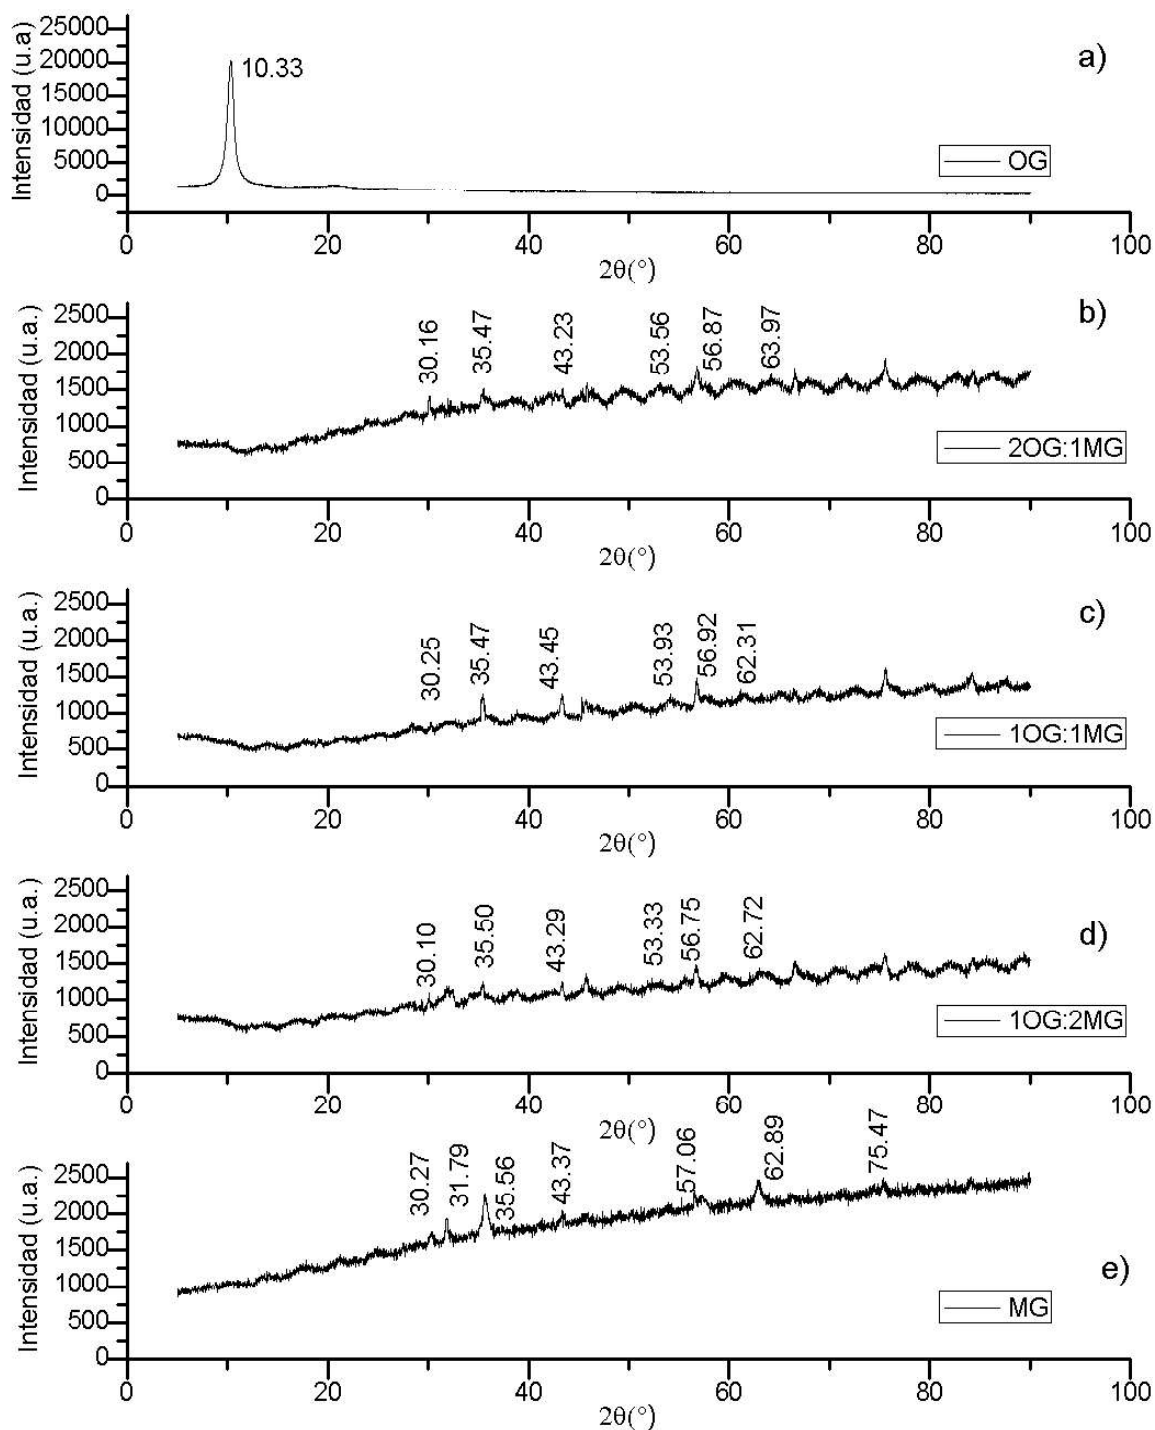 Intensidad (u.a)
25000
20000
15000
10000
5000
0
10.33
a)
OG
0 20 40 60 80 100
2θ(°)
Intensidad (u.a.)
2500
2000
1500
1000
500
0
30.16 35.47 43.23 53.56 56.87 63.97
b)
2OG:1MG
0 20 40 60 80 100
2θ(°)
Intensidad (u.a.)
2500
2000
1500
1000
500
0
30.25 35.47 43.45 53.93 56.92 62.31
c)
1OG:1MG
0 20 40 60 80 100
2θ(°)
Intensidad (u.a.)
2500
2000
1500
1000
500
0
30.10 35.50 43.29 53.33 56.75 62.72
d)
1OG:2MG
0 20 40 60 80 100
2θ(°)
Intensidad (u.a.)
2500
2000
1500
1000
500
0
30.27 31.79 35.56 43.37 57.06 62.89 75.47
e)
MG
0 20 40 60 80 100
2θ(°)